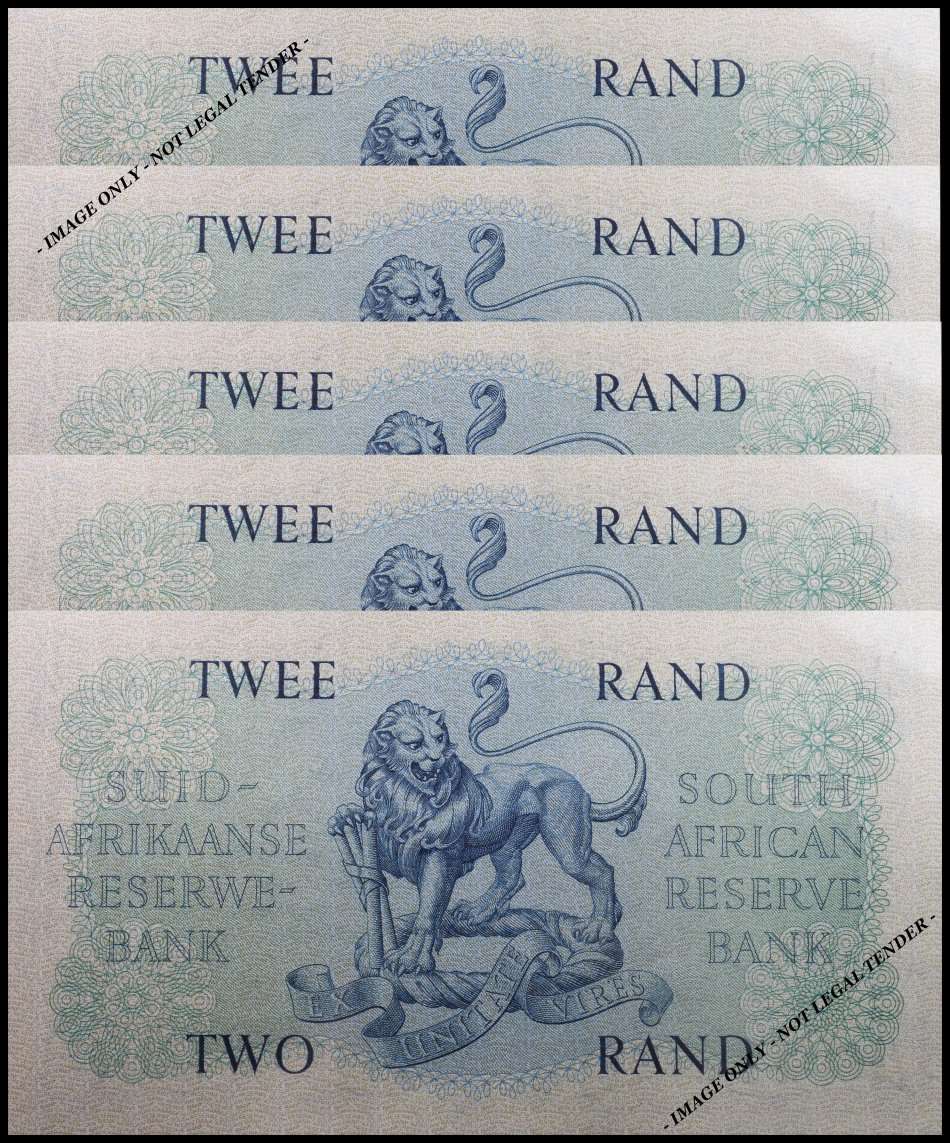 TWEE RAND
- IMAGE ONLY - NOT LEGAL TENDER -
TWEE RAND
TWEE RAND
TWEE RAND
TWEE RAND
SUID-
AFRIKAANSE
RESERWE-
BANK
SOUTH
AFRICAN
RESERVE
BANK
EX UNITATE VIRES
TWO RAND
- IMAGE ONLY - NOT LEGAL TENDER -